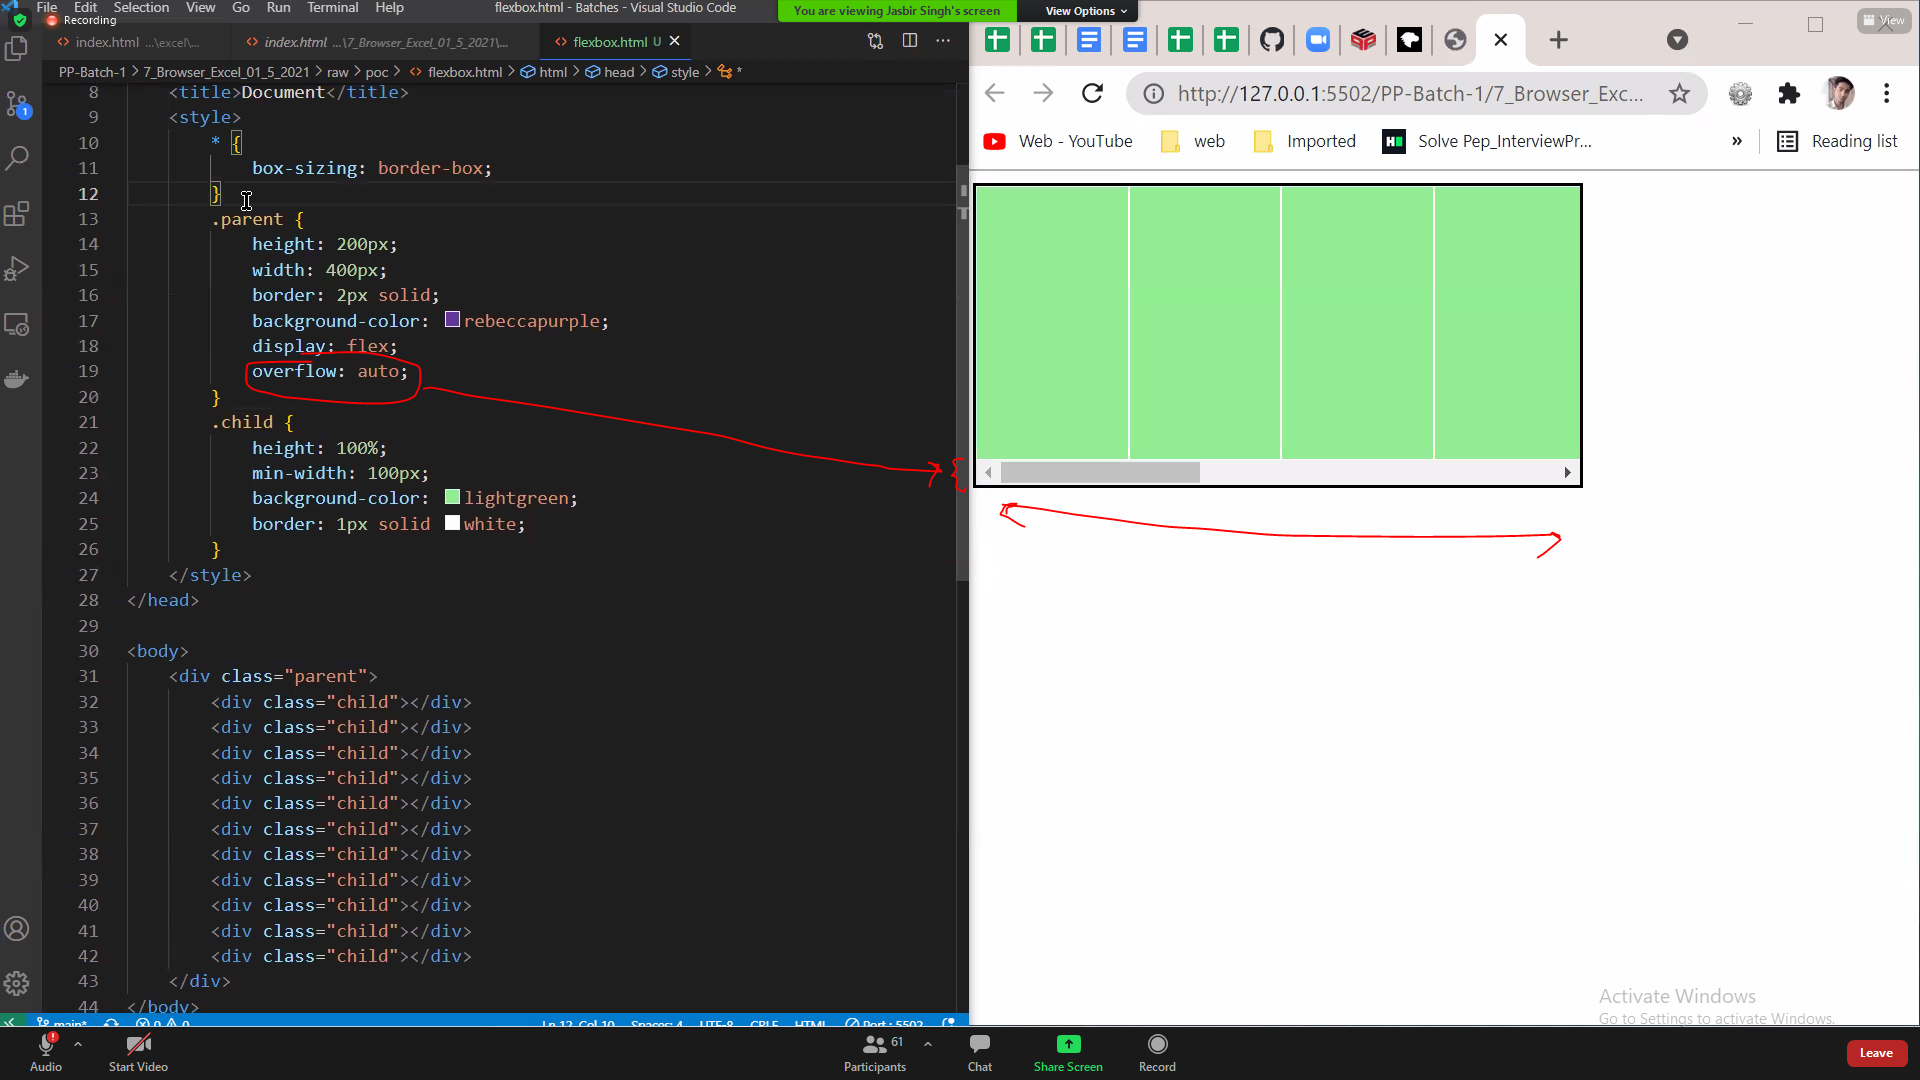 File Edit Selection View Go Run Terminal Help
flexbox.html - Batches - Visual Studio Code
You are viewing Jasbir Singh's screen
View Options
View
Recording
index.html ...\excel\...
index.html ...\7_Browser_Excel_01_5_2021\...
flexbox.html U
PP-Batch-1 > 7_Browser_Excel_01_5_2021 > raw > poc > flexbox.html > html > head > style > *
8 <title>Document</title>
9 <style>
10 * {
11 box-sizing: border-box;
12 }
13 .parent {
14 height: 200px;
15 width: 400px;
16 border: 2px solid;
17 background-color: rebeccapurple;
18 display: flex;
19 overflow: auto;
20 }
21 .child {
22 height: 100%;
23 min-width: 100px;
24 background-color: lightgreen;
25 border: 1px solid white;
26 }
27 </style>
28 </head>
29
30 <body>
31 <div class="parent">
32 <div class="child"></div>
33 <div class="child"></div>
34 <div class="child"></div>
35 <div class="child"></div>
36 <div class="child"></div>
37 <div class="child"></div>
38 <div class="child"></div>
39 <div class="child"></div>
40 <div class="child"></div>
41 <div class="child"></div>
42 <div class="child"></div>
43 </div>
44 </body>
1
main* 0 0
Ln 12, Col 10 Spaces: 4 UTF-8 CRLF HTML Port : 5502
http://127.0.0.1:5502/PP-Batch-1/7_Browser_Exc...
Web - YouTube
web
Imported
Solve Pep_InterviewPr...
»
Reading list
Activate Windows
Go to Settings to activate Windows.
Audio
Start Video
61
Participants
Chat
Share Screen
Record
Leave